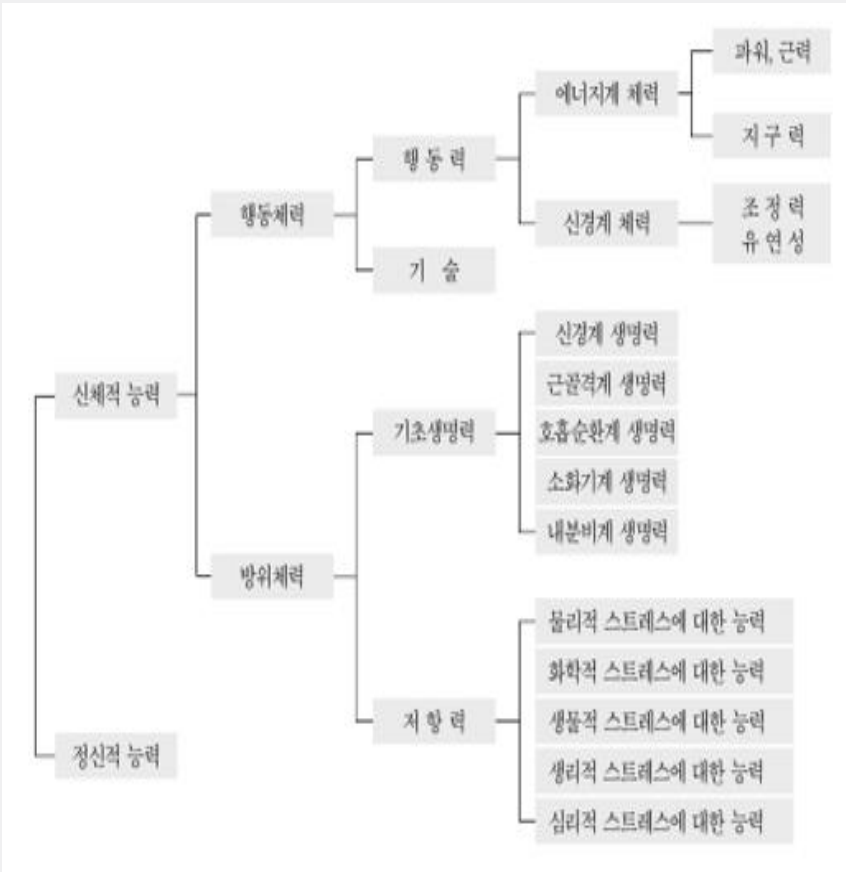 파워, 근력
에너지계 체력
지 구 력
행 동 력
조 정 력
유 연 성
신경계 체력
행동체력
기 술
신경계 생명력
신체적 능력
근골격계 생명력
기초생명력
호흡순환계 생명력
소화기계 생명력
내분비계 생명력
방위체력
물리적 스트레스에 대한 능력
화학적 스트레스에 대한 능력
저 항 력
생물적 스트레스에 대한 능력
정신적 능력
생리적 스트레스에 대한 능력
심리적 스트레스에 대한 능력